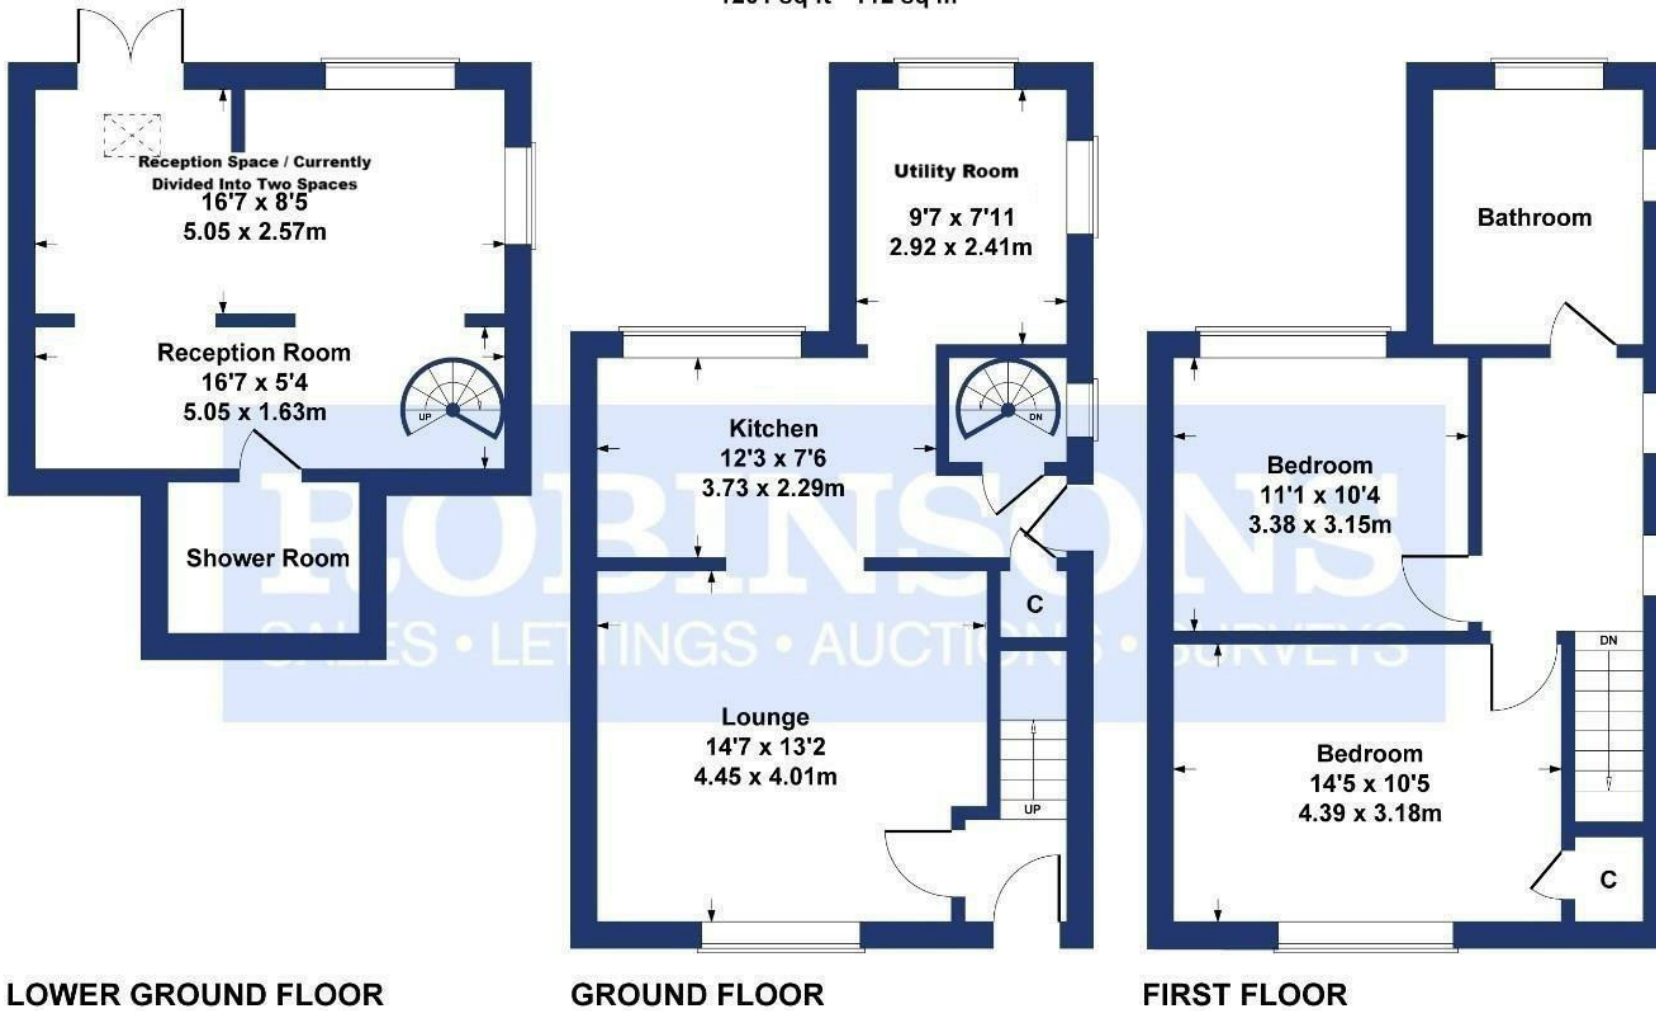 Reception Space / Currently
Divided Into Two Spaces
16'7 x 8'5
5.05 x 2.57m
Reception Room
16'7 x 5'4
5.05 x 1.63m
UP
Shower Room
LOWER GROUND FLOOR
Utility Room
9'7 x 7'11
2.92 x 2.41m
Kitchen
12'3 x 7'6
3.73 x 2.29m
DN
C
Lounge
14'7 x 13'2
4.45 x 4.01m
UP
GROUND FLOOR
Bathroom
Bedroom
11'1 x 10'4
3.38 x 3.15m
DN
Bedroom
14'5 x 10'5
4.39 x 3.18m
C
FIRST FLOOR
ROBINSONS
SALES • LETTINGS • AUCTIONS • SURVEYS